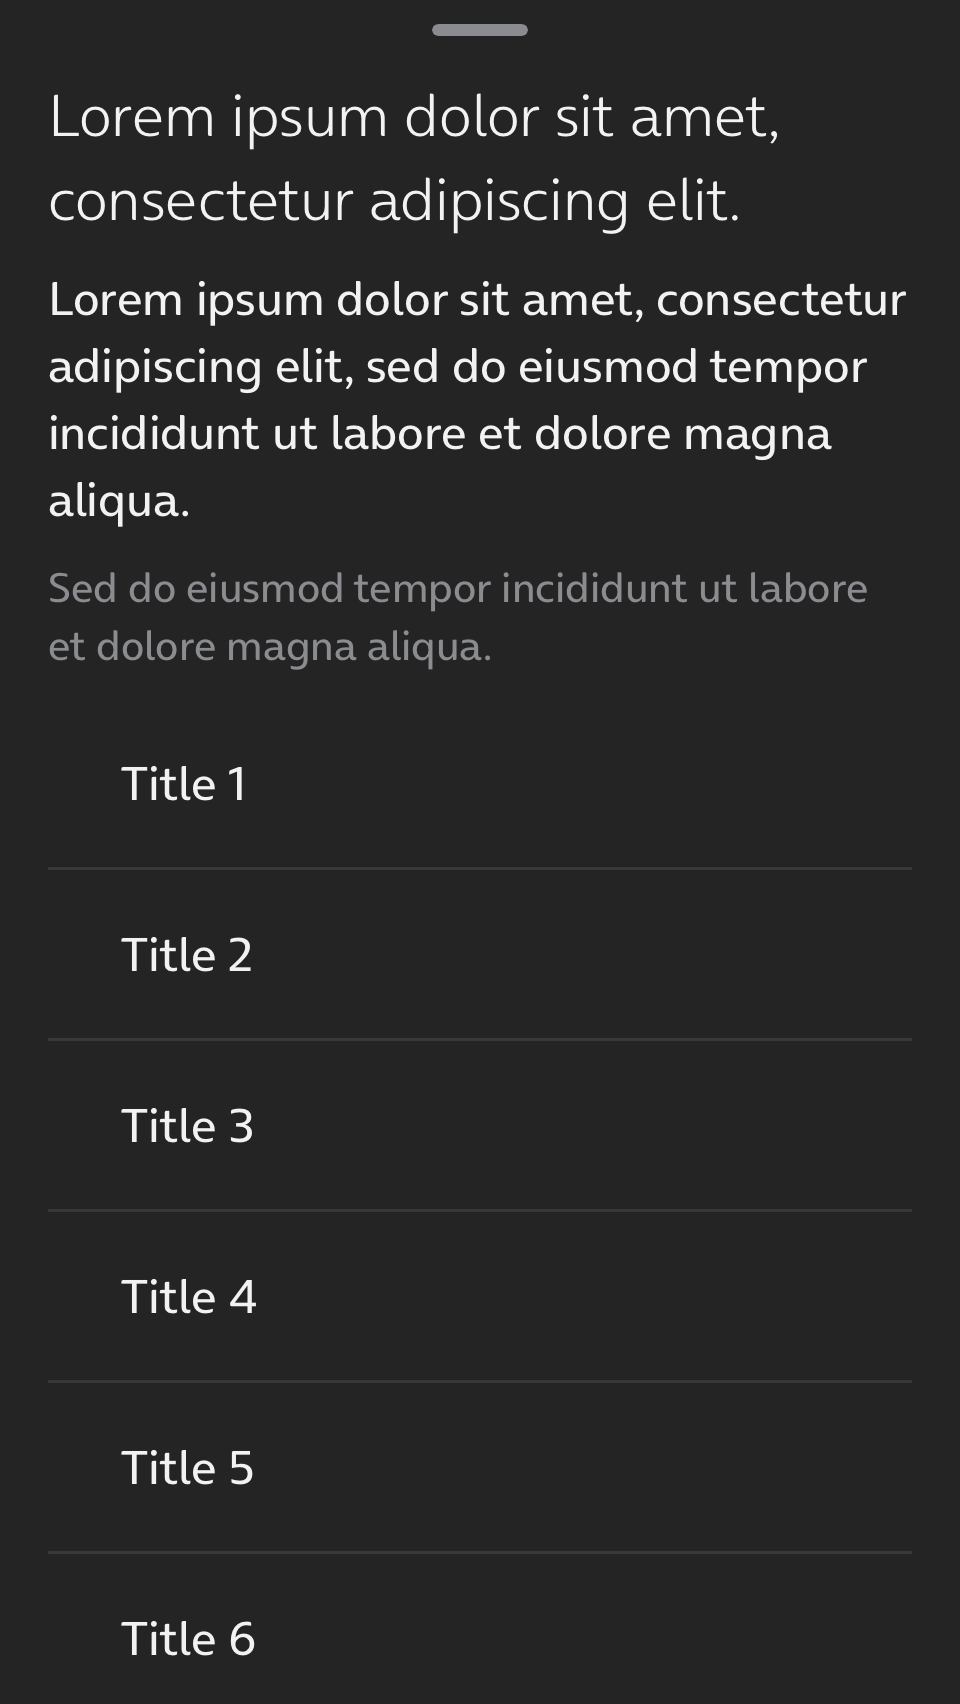 Lorem ipsum dolor sit amet,
consectetur adipiscing elit.
Lorem ipsum dolor sit amet, consectetur
adipiscing elit, sed do eiusmod tempor
incididunt ut labore et dolore magna
aliqua.
Sed do eiusmod tempor incididunt ut labore
et dolore magna aliqua.
Title 1
Title 2
Title 3
Title 4
Title 5
Title 6